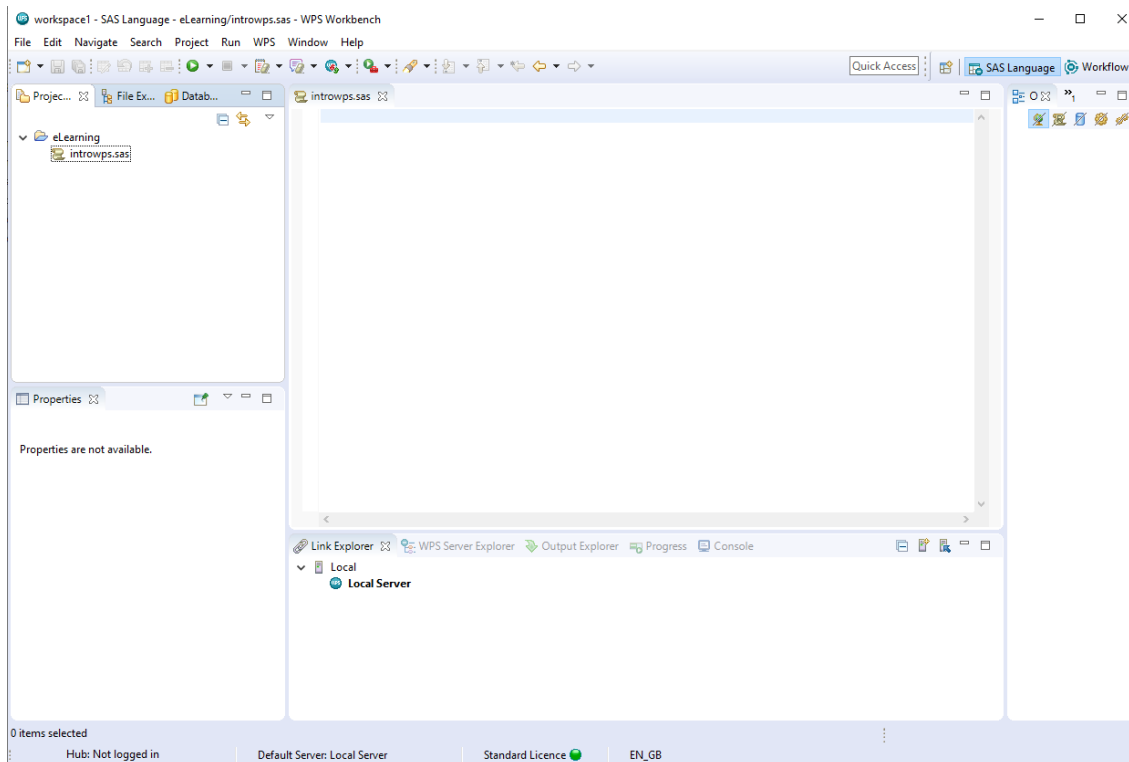 workspace1 - SAS Language - eLearning/introwps.sas - WPS Workbench
File Edit Navigate Search Project Run WPS Window Help
Quick Access SAS Language Workflow
Projec... File Ex... Datab... introwps.sas O »1
eLearning
introwps.sas
Properties
Properties are not available.
Link Explorer WPS Server Explorer Output Explorer Progress Console
Local
WPS Local Server
0 items selected
Hub: Not logged in Default Server: Local Server Standard Licence EN_GB